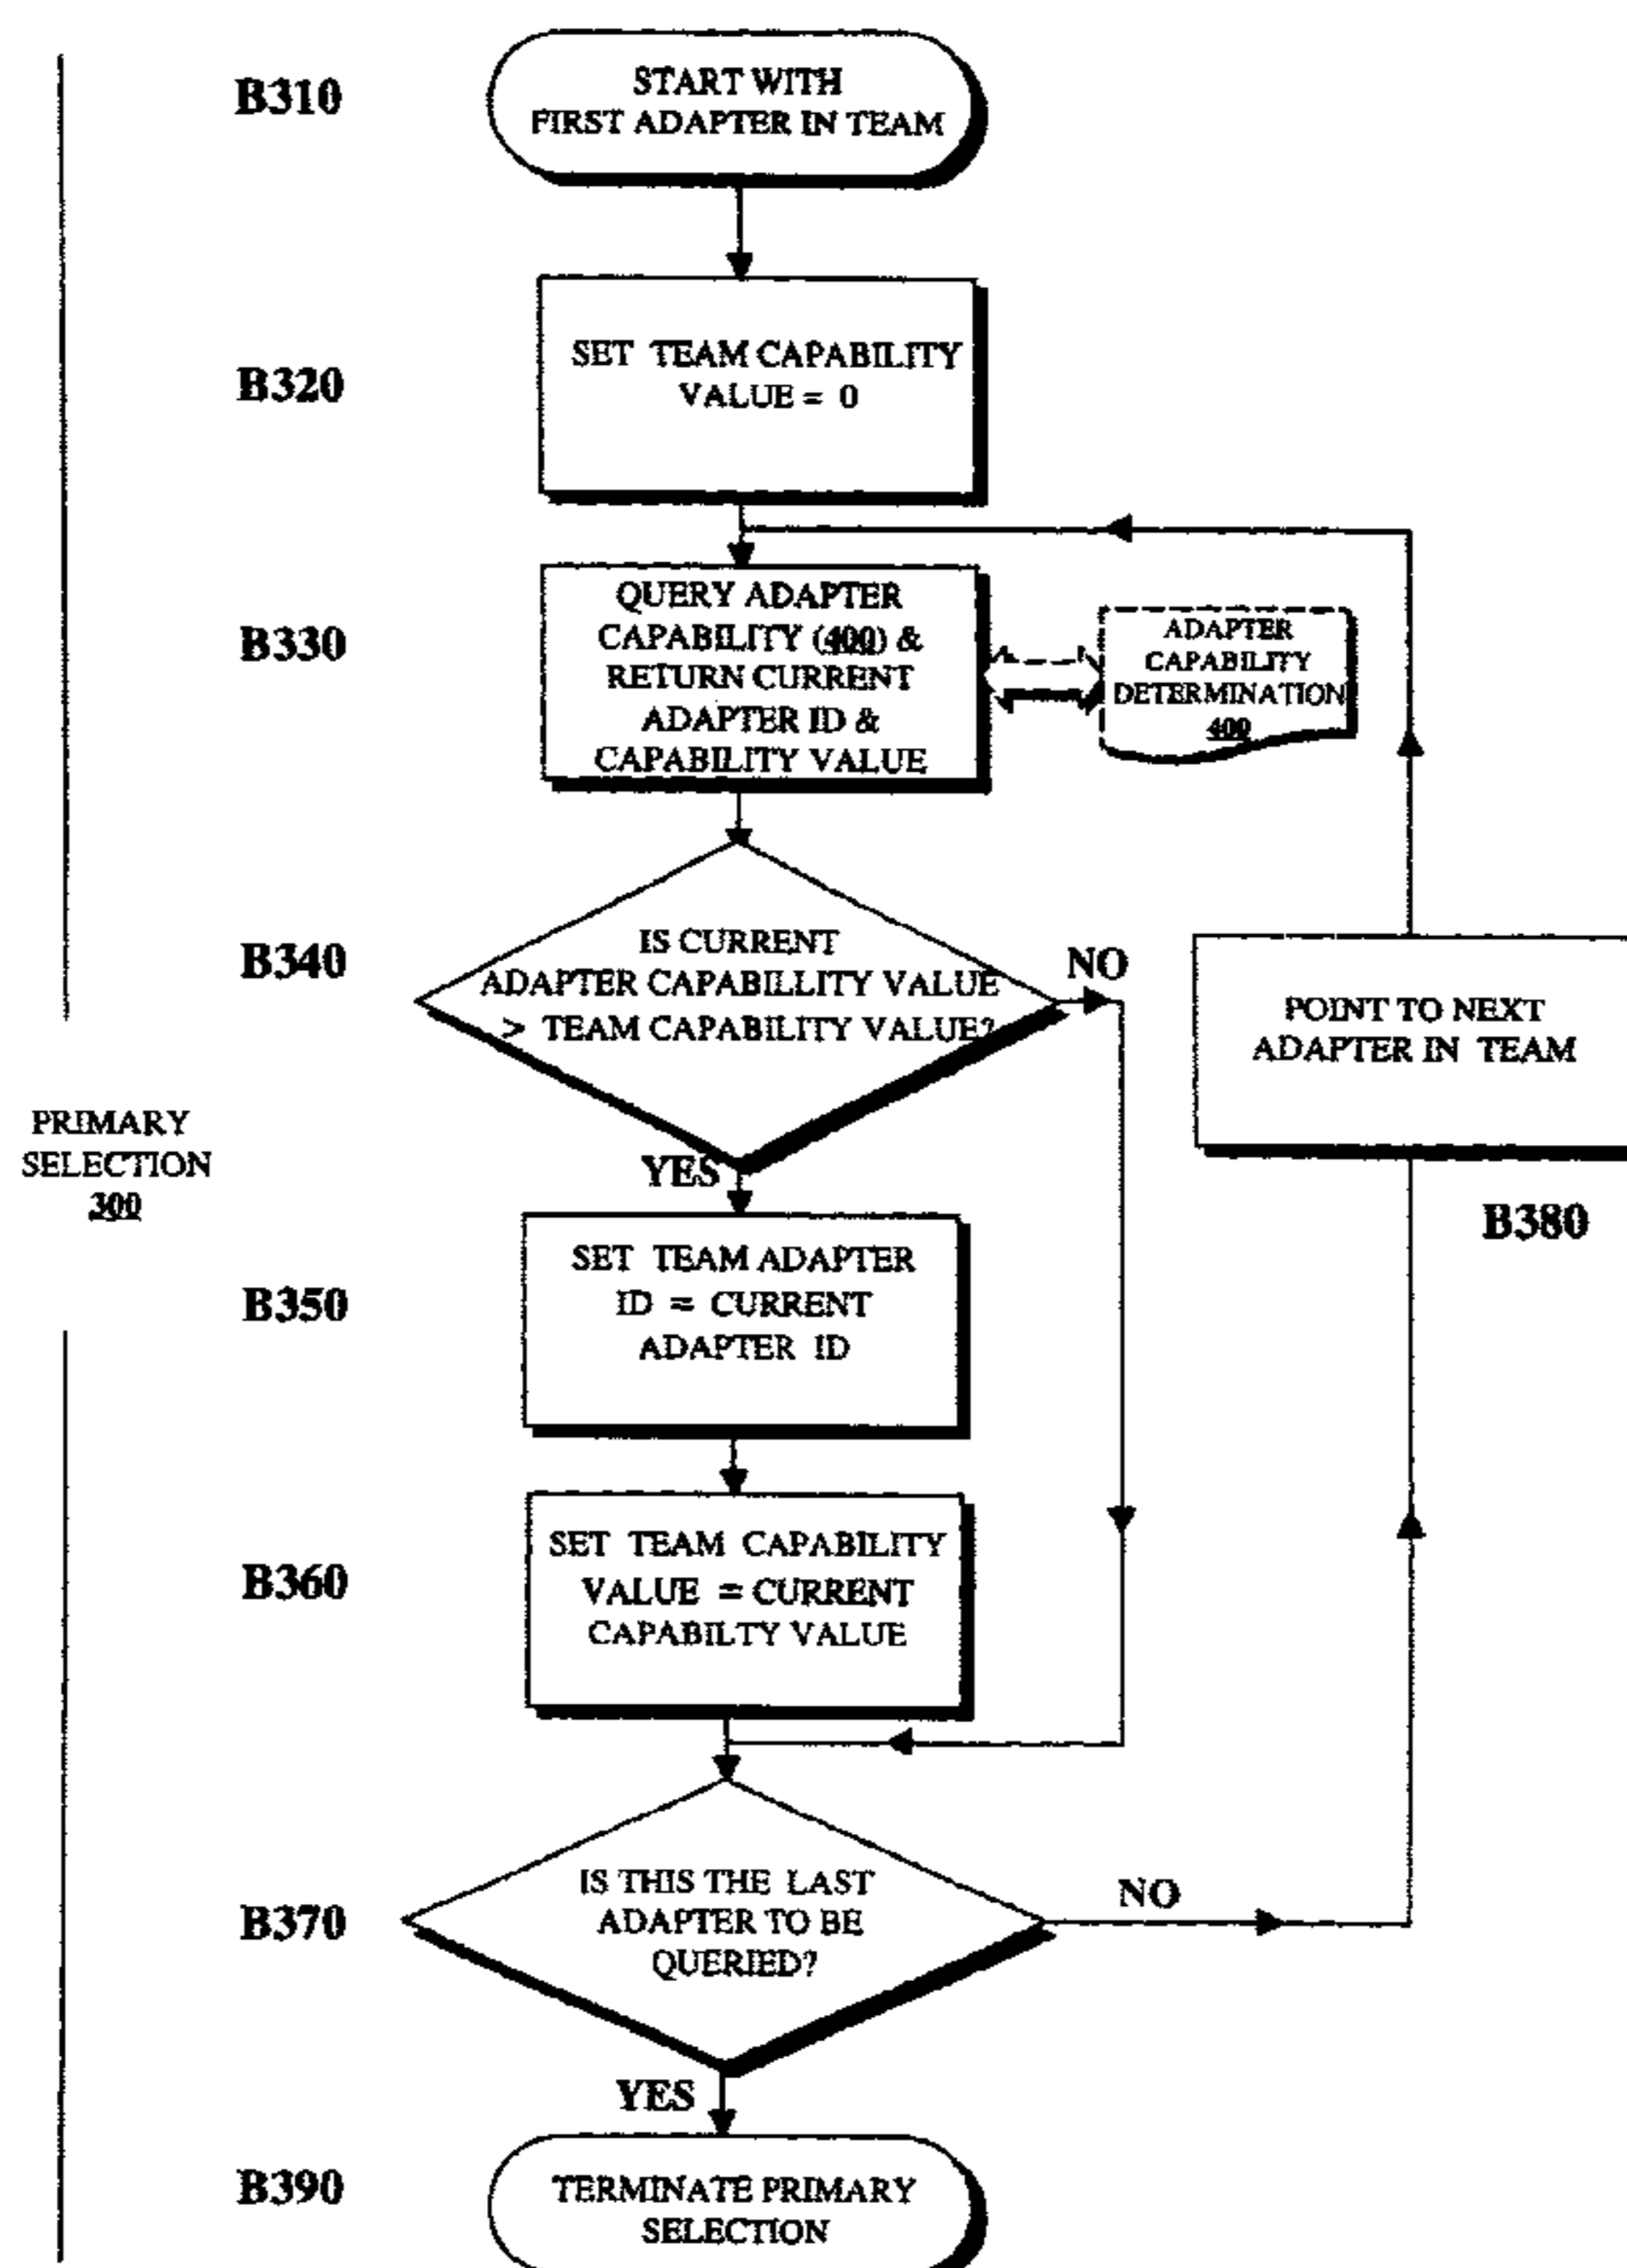 B310
START WITH
FIRST ADAPTER IN TEAM
B320
SET TEAM CAPABILITY
VALUE = 0
B330
QUERY ADAPTER
CAPABILITY (400) &
RETURN CURRENT
ADAPTER ID &
CAPABILITY VALUE
ADAPTER
CAPABILITY
DETERMINATION
400
B340
IS CURRENT
ADAPTER CAPABILLITY VALUE
> TEAM CAPABILITY VALUE?
NO
YES
POINT TO NEXT
ADAPTER IN TEAM
B380
PRIMARY
SELECTION
300
B350
SET TEAM ADAPTER
ID = CURRENT
ADAPTER ID
B360
SET TEAM CAPABILITY
VALUE = CURRENT
CAPABILTY VALUE
B370
IS THIS THE LAST
ADAPTER TO BE
QUERIED?
NO
YES
B390
TERMINATE PRIMARY
SELECTION